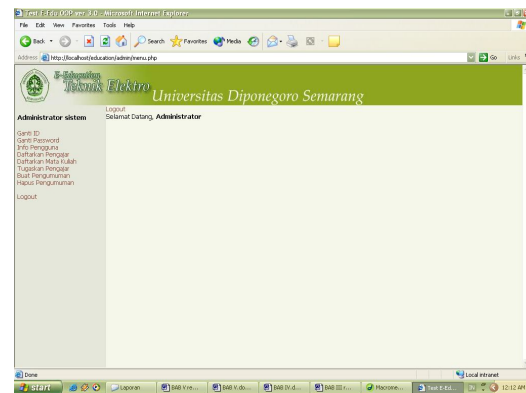 Test E-Edu OOP ver 3.0 - Microsoft Internet Explorer
File Edit View Favorites Tools Help
Back Search Favorites Media
Address http://localhost/education/admin/menu.php Go Links
E-Education
Teknik Elektro
Universitas Diponegoro Semarang
Logout
Administrator sistem
Selamat Datang, Administrator
Ganti ID
Ganti Password
Info Pengguna
Daftarkan Pengajar
Daftarkan Mata Kuliah
Tugaskan Pengajar
Buat Pengumuman
Hapus Pengumuman
Logout
Done Local intranet
start Laporan BAB V re... BAB V.do... BAB IV.d... BAB III r... Macrome... Test E-Ed... 12:12 AM